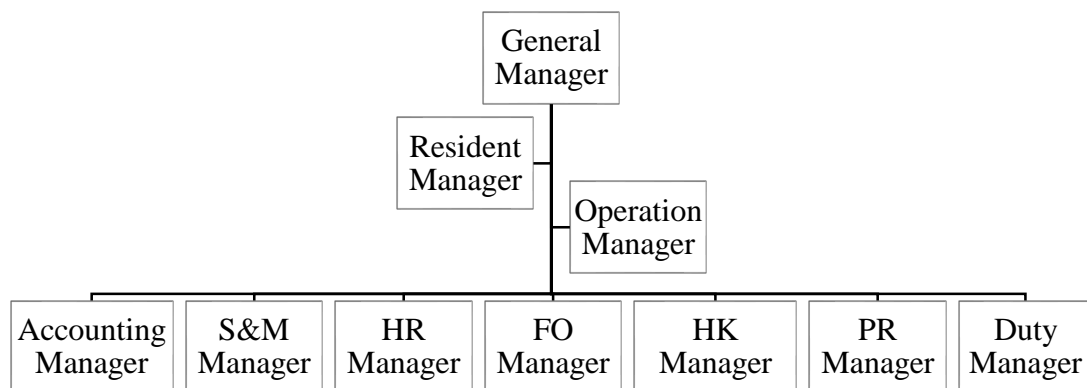 General
Manager
Resident
Manager
Operation
Manager
Accounting
Manager
S&M
Manager
HR
Manager
FO
Manager
HK
Manager
PR
Manager
Duty
Manager